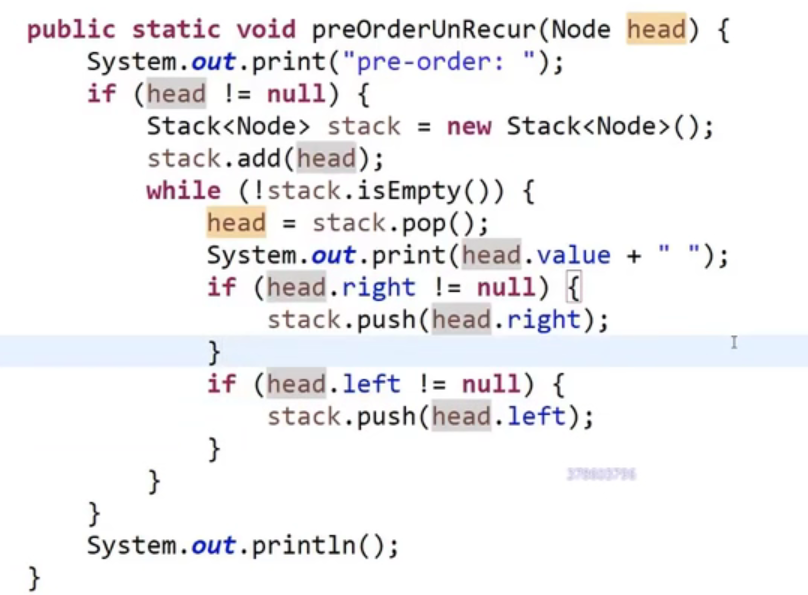 public static void preOrderUnRecur(Node head) {
    System.out.print("pre-order: ");
    if (head != null) {
        Stack<Node> stack = new Stack<Node>();
        stack.add(head);
        while (!stack.isEmpty()) {
            head = stack.pop();
            System.out.print(head.value + " ");
            if (head.right != null) {
                stack.push(head.right);
            }
            if (head.left != null) {
                stack.push(head.left);
            }
        }
    }
    System.out.println();
}